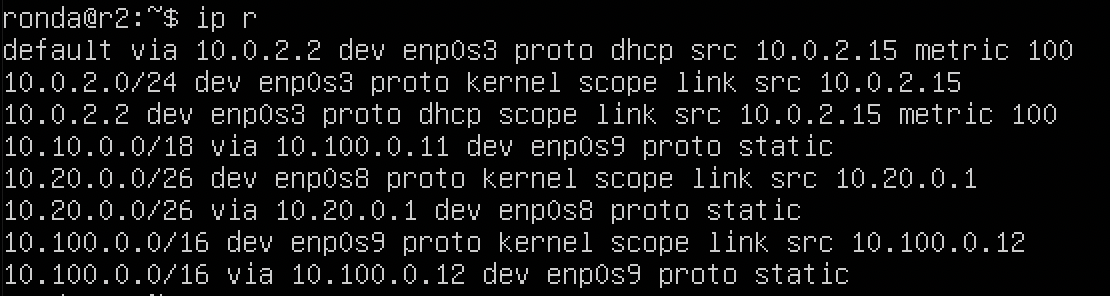 ronda@r2:~$ ip r
default via 10.0.2.2 dev enp0s3 proto dhcp src 10.0.2.15 metric 100
10.0.2.0/24 dev enp0s3 proto kernel scope link src 10.0.2.15
10.0.2.2 dev enp0s3 proto dhcp scope link src 10.0.2.15 metric 100
10.10.0.0/18 via 10.100.0.11 dev enp0s9 proto static
10.20.0.0/26 dev enp0s8 proto kernel scope link src 10.20.0.1
10.20.0.0/26 via 10.20.0.1 dev enp0s8 proto static
10.100.0.0/16 dev enp0s9 proto kernel scope link src 10.100.0.12
10.100.0.0/16 via 10.100.0.12 dev enp0s9 proto static